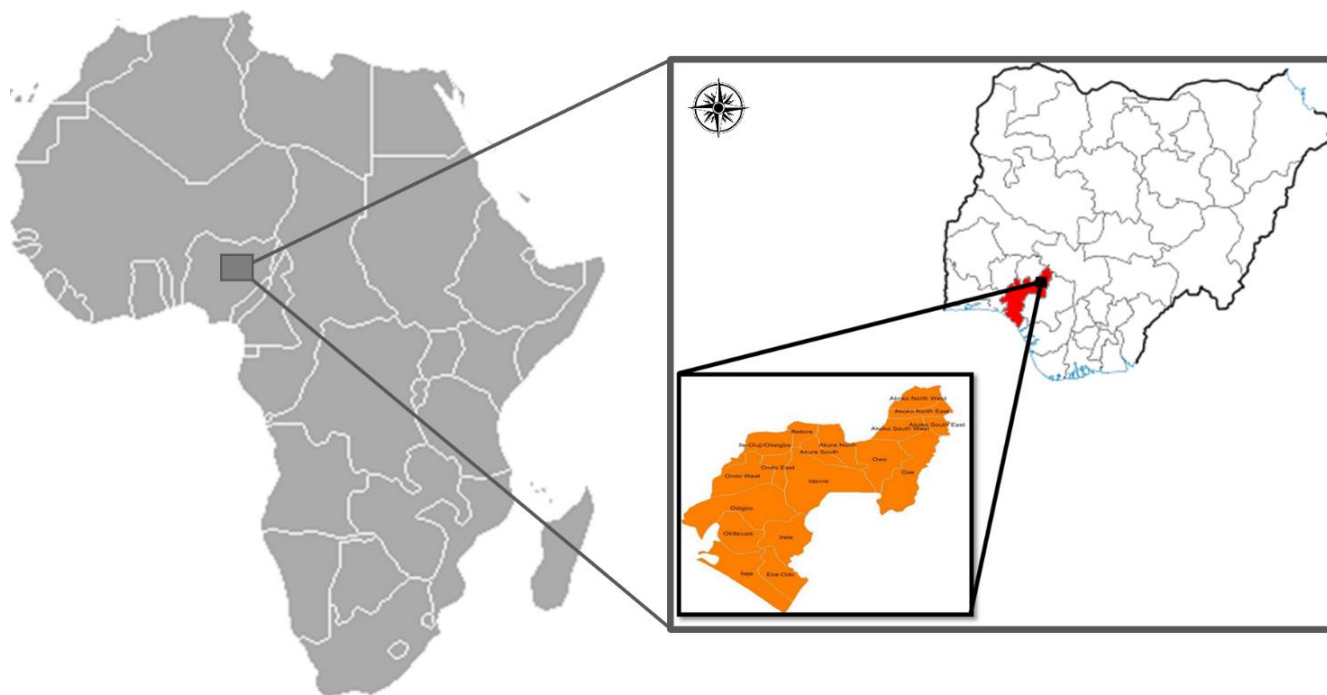 Akoko North West
Akoko North East
Akoko South West
Akoko South East
Ifedore
Ile-Oluji/Okeigbo
Akure North
Akure South
Owo
Ondo East
Ose
Ondo West
Idanre
Odigbo
Okitipupa
Irele
Ilaje
Ese-Odo